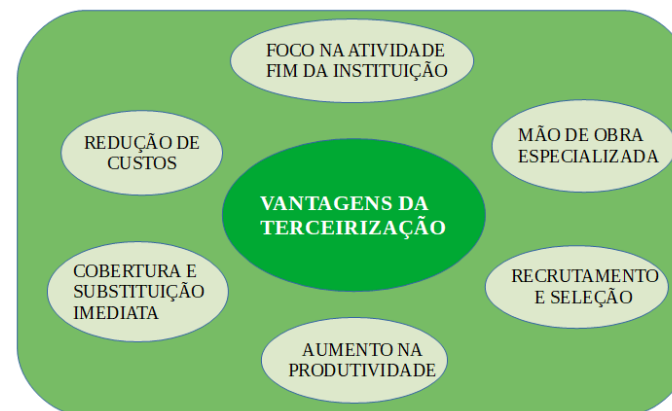 FOCO NA ATIVIDADE
FIM DA INSTITUIÇÃO
REDUÇÃO DE
CUSTOS
MÃO DE OBRA
ESPECIALIZADA
VANTAGENS DA
TERCEIRIZAÇÃO
COBERTURA E
SUBSTITUIÇÃO
IMEDIATA
RECRUTAMENTO
E SELEÇÃO
AUMENTO NA
PRODUTIVIDADE